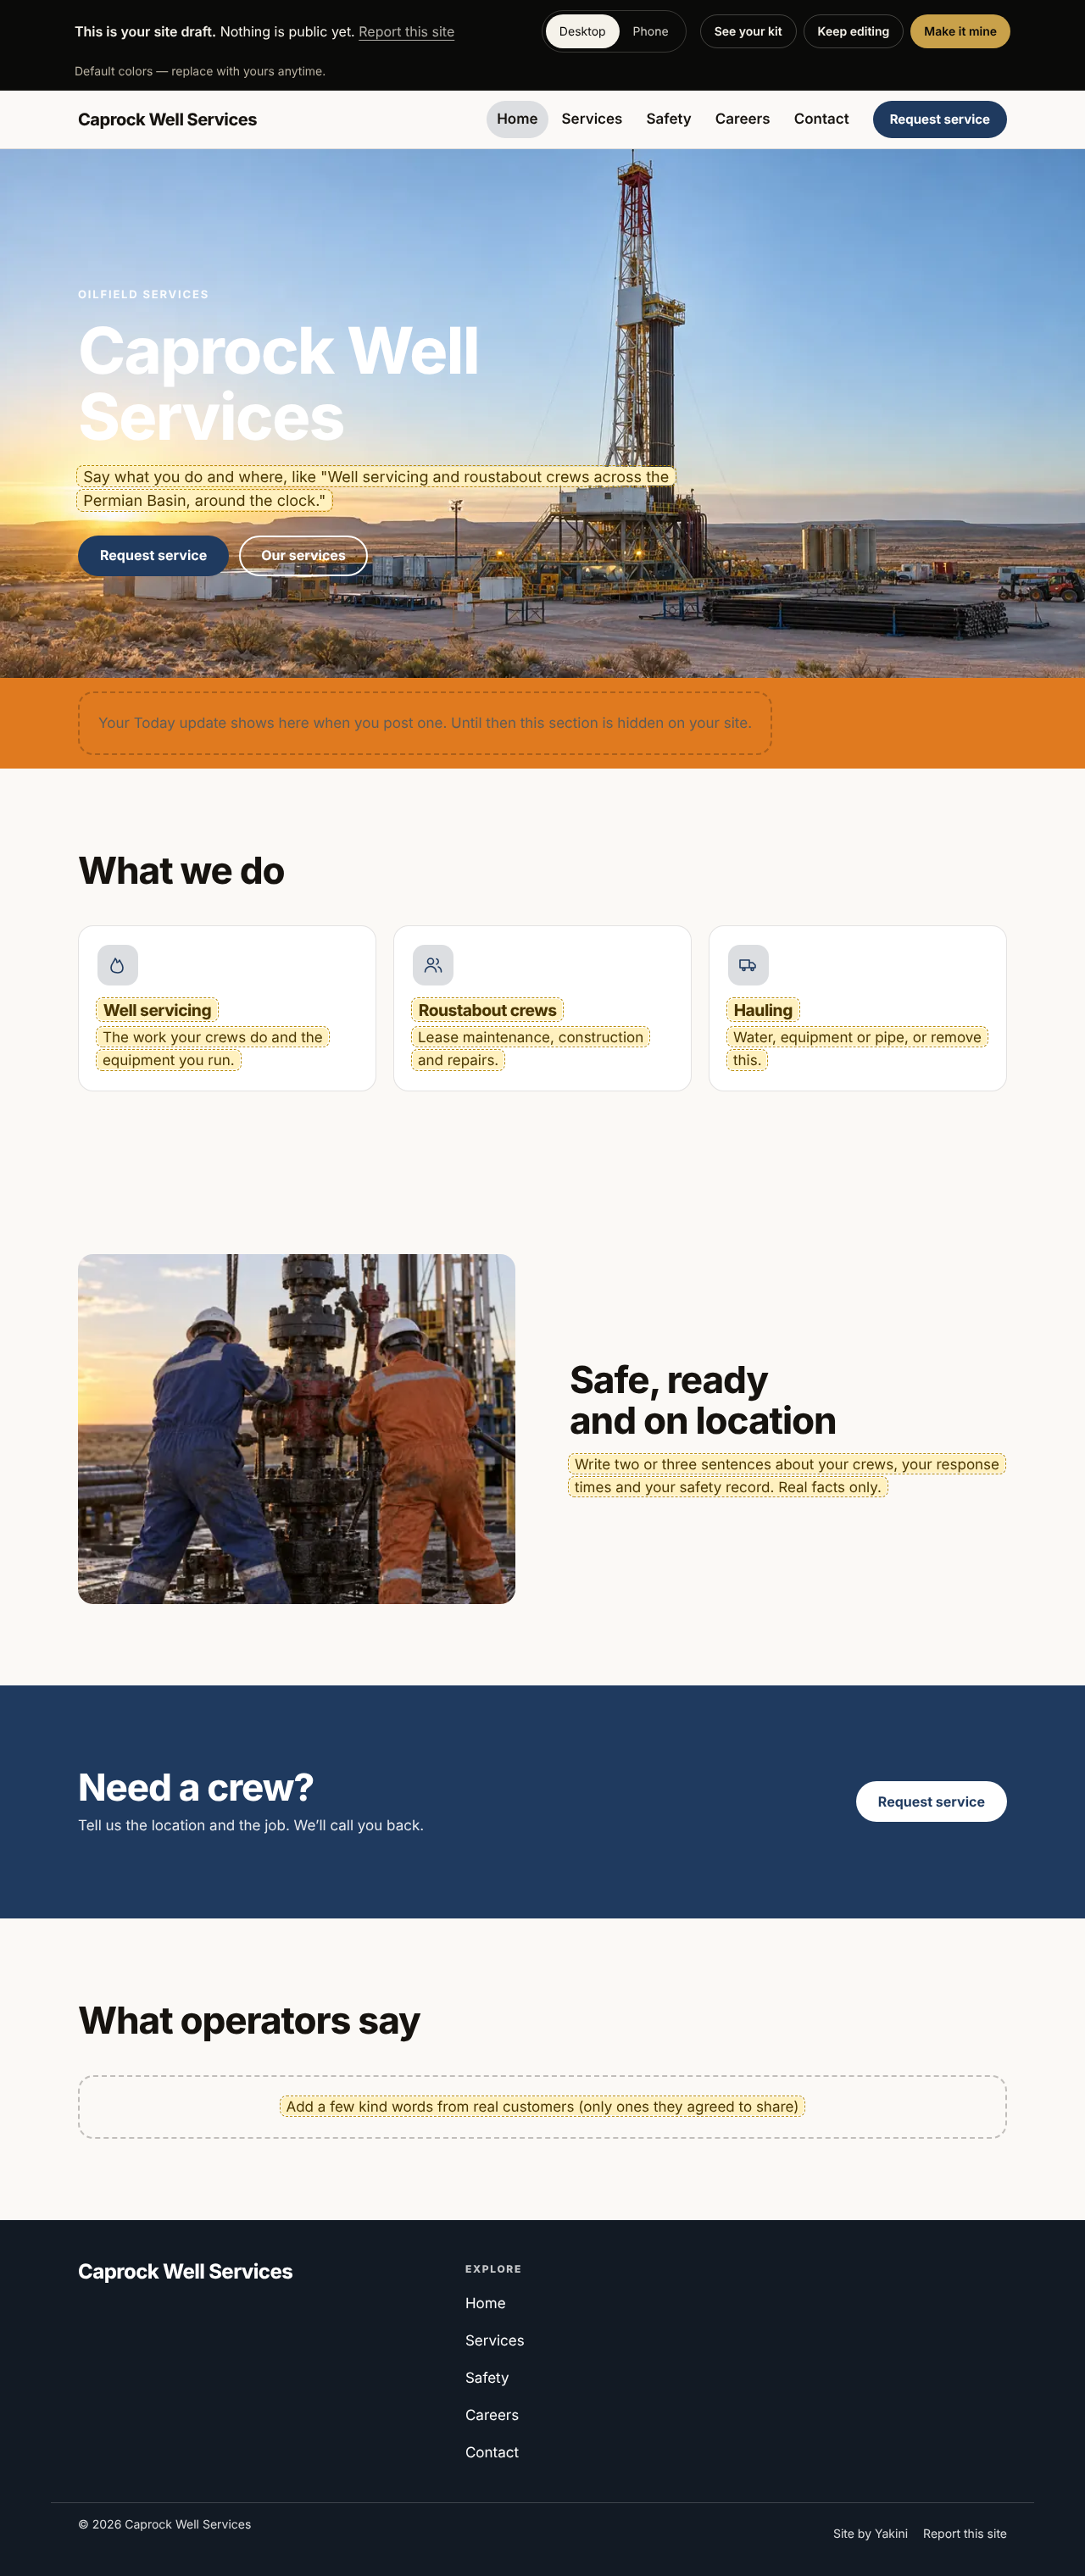 This is your site draft. Nothing is public yet. Report this site
Desktop
Phone
See your kit
Keep editing
Make it mine
Default colors — replace with yours anytime.
Caprock Well Services
Home
Services
Safety
Careers
Contact
Request service
OILFIELD SERVICES
Caprock Well
Services
Say what you do and where, like "Well servicing and roustabout crews across the
Permian Basin, around the clock."
Request service
Our services
Your Today update shows here when you post one. Until then this section is hidden on your site.
What we do
Well servicing
The work your crews do and the
equipment you run.
Roustabout crews
Lease maintenance, construction
and repairs.
Hauling
Water, equipment or pipe, or remove
this.
Safe, ready
and on location
Write two or three sentences about your crews, your response
times and your safety record. Real facts only.
Need a crew?
Tell us the location and the job. We’ll call you back.
Request service
What operators say
Add a few kind words from real customers (only ones they agreed to share)
Caprock Well Services
EXPLORE
Home
Services
Safety
Careers
Contact
© 2026 Caprock Well Services
Site by Yakini
Report this site